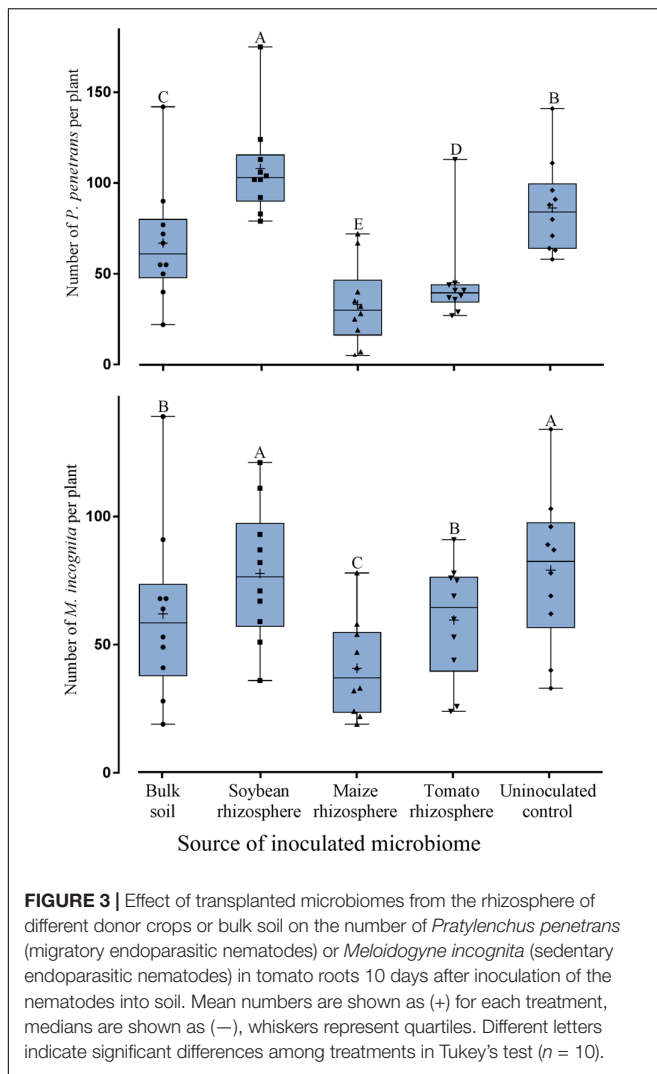 A
C
B
D
E
150
100
50
0
Number of P. penetrans per plant
B
A
A
B
C
100
50
0
Number of M. incognita per plant
Bulk soil
Soybean rhizosphere
Maize rhizosphere
Tomato rhizosphere
Uninoculated control
Source of inoculated microbiome
FIGURE 3 | Effect of transplanted microbiomes from the rhizosphere of
different donor crops or bulk soil on the number of Pratylenchus penetrans
(migratory endoparasitic nematodes) or Meloidogyne incognita (sedentary
endoparasitic nematodes) in tomato roots 10 days after inoculation of the
nematodes into soil. Mean numbers are shown as (+) for each treatment,
medians are shown as (—), whiskers represent quartiles. Different letters
indicate significant differences among treatments in Tukey's test (n = 10).